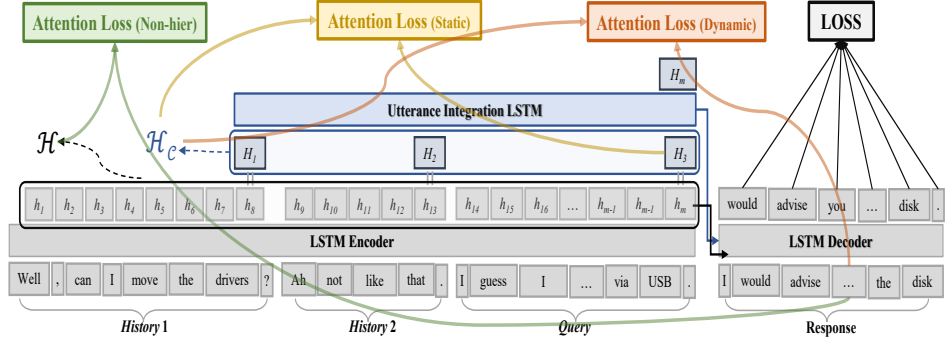 Attention Loss (Non-hier)
Attention Loss (Static)
Attention Loss (Dynamic)
LOSS
H_m
Utterance Integration LSTM
ℋ
ℋ_C
H_1
H_2
H_3
h_1 h_2 h_3 h_4 h_5 h_6 h_7 h_8 h_9 h_10 h_11 h_12 h_13 h_14 h_15 h_16 … h_m-1 h_m-1 h_m
would advise you … disk .
LSTM Encoder
LSTM Decoder
Well , can I move the drivers ? Ah not like that . I guess I … via USB .
I would advise … the disk
History 1
History 2
Query
Response